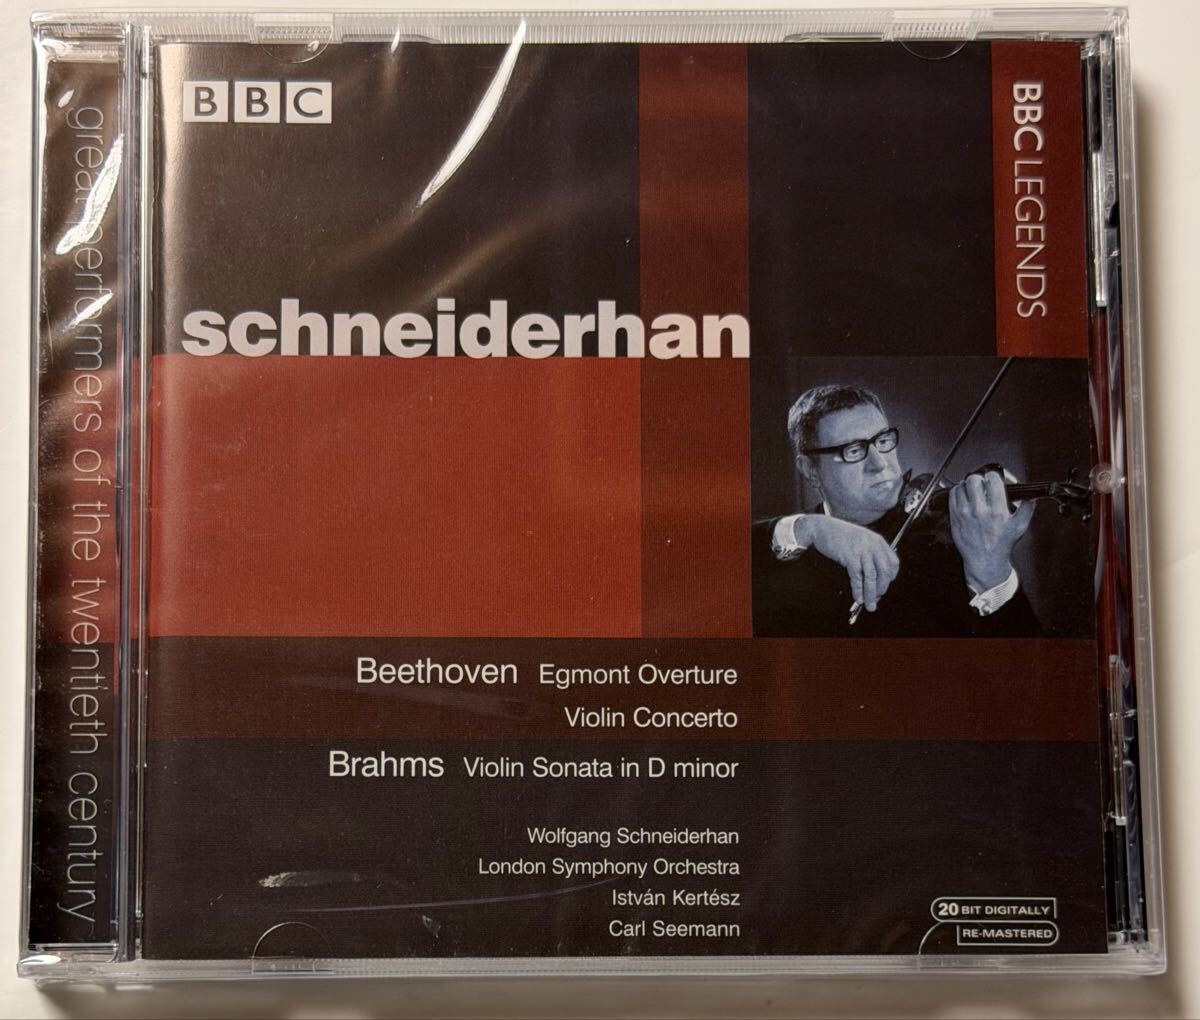 BBC
BBC LEGENDS
great performers of the twentieth century
schneiderhan
Beethoven Egmont Overture
Violin Concerto
Brahms Violin Sonata in D minor
Wolfgang Schneiderhan
London Symphony Orchestra
István Kertész
Carl Seemann
20 BIT DIGITALLY
RE-MASTERED